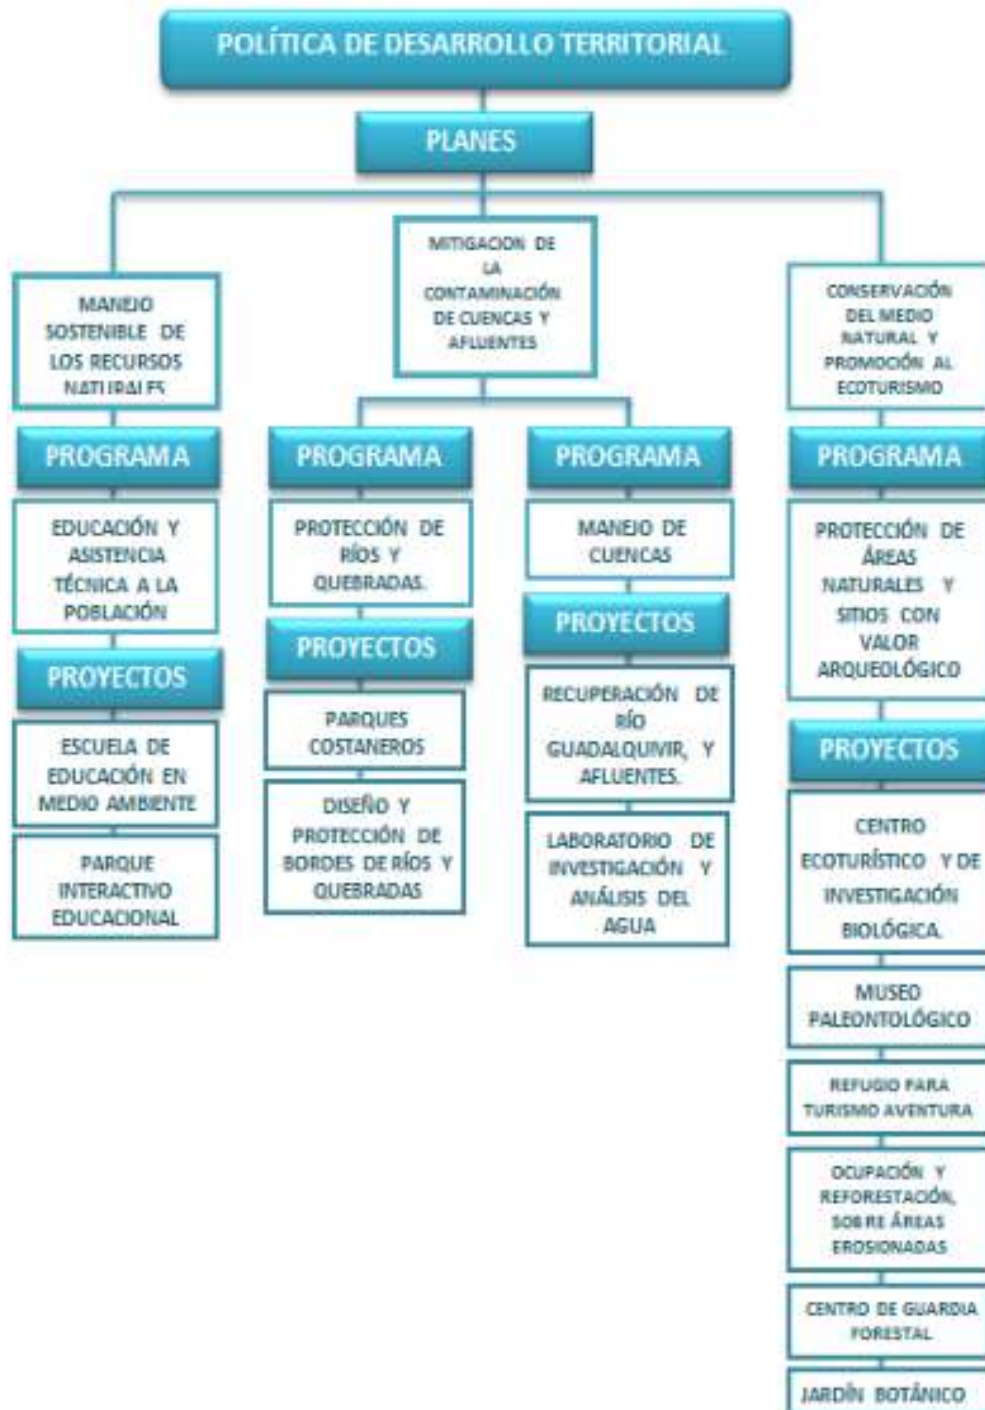 POLÍTICA DE DESARROLLO TERRITORIAL
PLANES
MANEJO
SOSTENIBLE DE
LOS RECURSOS
NATURALES
PROGRAMA
EDUCACIÓN Y
ASISTENCIA
TÉCNICA A LA
POBLACIÓN
PROYECTOS
ESCUELA DE
EDUCACIÓN EN
MEDIO AMBIENTE
PARQUE
INTERACTIVO
EDUCACIONAL
MITIGACION DE
LA
CONTAMINACIÓN
DE CUENCAS Y
AFLUENTES
PROGRAMA
PROTECCIÓN DE
RÍOS Y
QUEBRADAS.
PROYECTOS
PARQUES
COSTANEROS
DISEÑO Y
PROTECCIÓN DE
BORDES DE RÍOS Y
QUEBRADAS
PROGRAMA
MANEJO DE
CUENCAS
PROYECTOS
RECUPERACIÓN DE
RÍO
GUADALQUIVIR, Y
AFLUENTES.
LABORATORIO DE
INVESTIGACIÓN Y
ANÁLISIS DEL
AGUA
CONSERVACIÓN
DEL MEDIO
NATURAL Y
PROMOCIÓN AL
ECOTURISMO
PROGRAMA
PROTECCIÓN DE
ÁREAS
NATURALES Y
SITIOS CON
VALOR
ARQUEOLÓGICO
PROYECTOS
CENTRO
ECOTURÍSTICO Y DE
INVESTIGACIÓN
BIOLÓGICA.
MUSEO
PALEONTOLÓGICO
REFUGIO PARA
TURISMO AVENTURA
OCUPACIÓN Y
REFORESTACIÓN,
SOBRE ÁREAS
EROSIONADAS
CENTRO DE GUARDIA
FORESTAL
JARDÍN BOTÁNICO